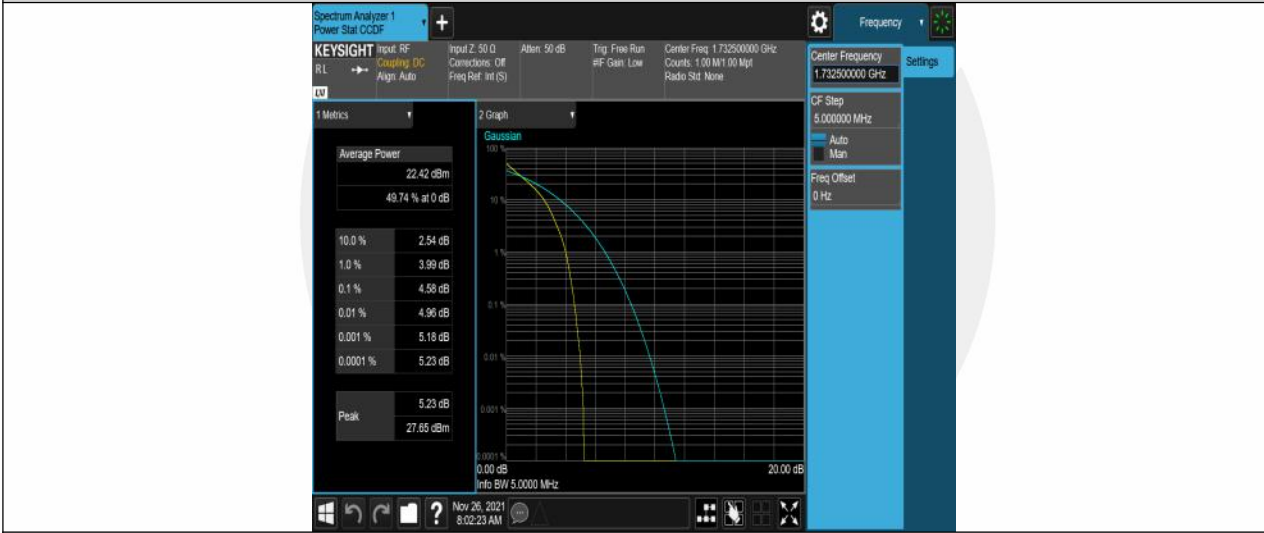 Spectrum Analyzer 1
Power Stat CCDF
+
Frequency
KEYSIGHT
RL
LV
Input: RF
Coupling: DC
Align: Auto
Input Z: 50 Ω
Corrections: Off
Freq Ref: Int (S)
Atten: 50 dB
Trig: Free Run
#IF Gain: Low
Center Freq: 1.732500000 GHz
Counts: 1.00 M/1.00 Mpt
Radio Std: None
Center Frequency
1.732500000 GHz
Settings
CF Step
5.000000 MHz
Auto
Man
Freq Offset
0 Hz
1 Metrics
Average Power
22.42 dBm
49.74 % at 0 dB
10.0 % 2.54 dB
1.0 % 3.99 dB
0.1 % 4.58 dB
0.01 % 4.96 dB
0.001 % 5.18 dB
0.0001 % 5.23 dB
Peak
5.23 dB
27.65 dBm
2 Graph
Gaussian
100 %
10 %
1 %
0.1 %
0.01 %
0.001 %
0.0001 %
0.00 dB 20.00 dB
Info BW 5.0000 MHz
?
Nov 26, 2021
8:02:23 AM